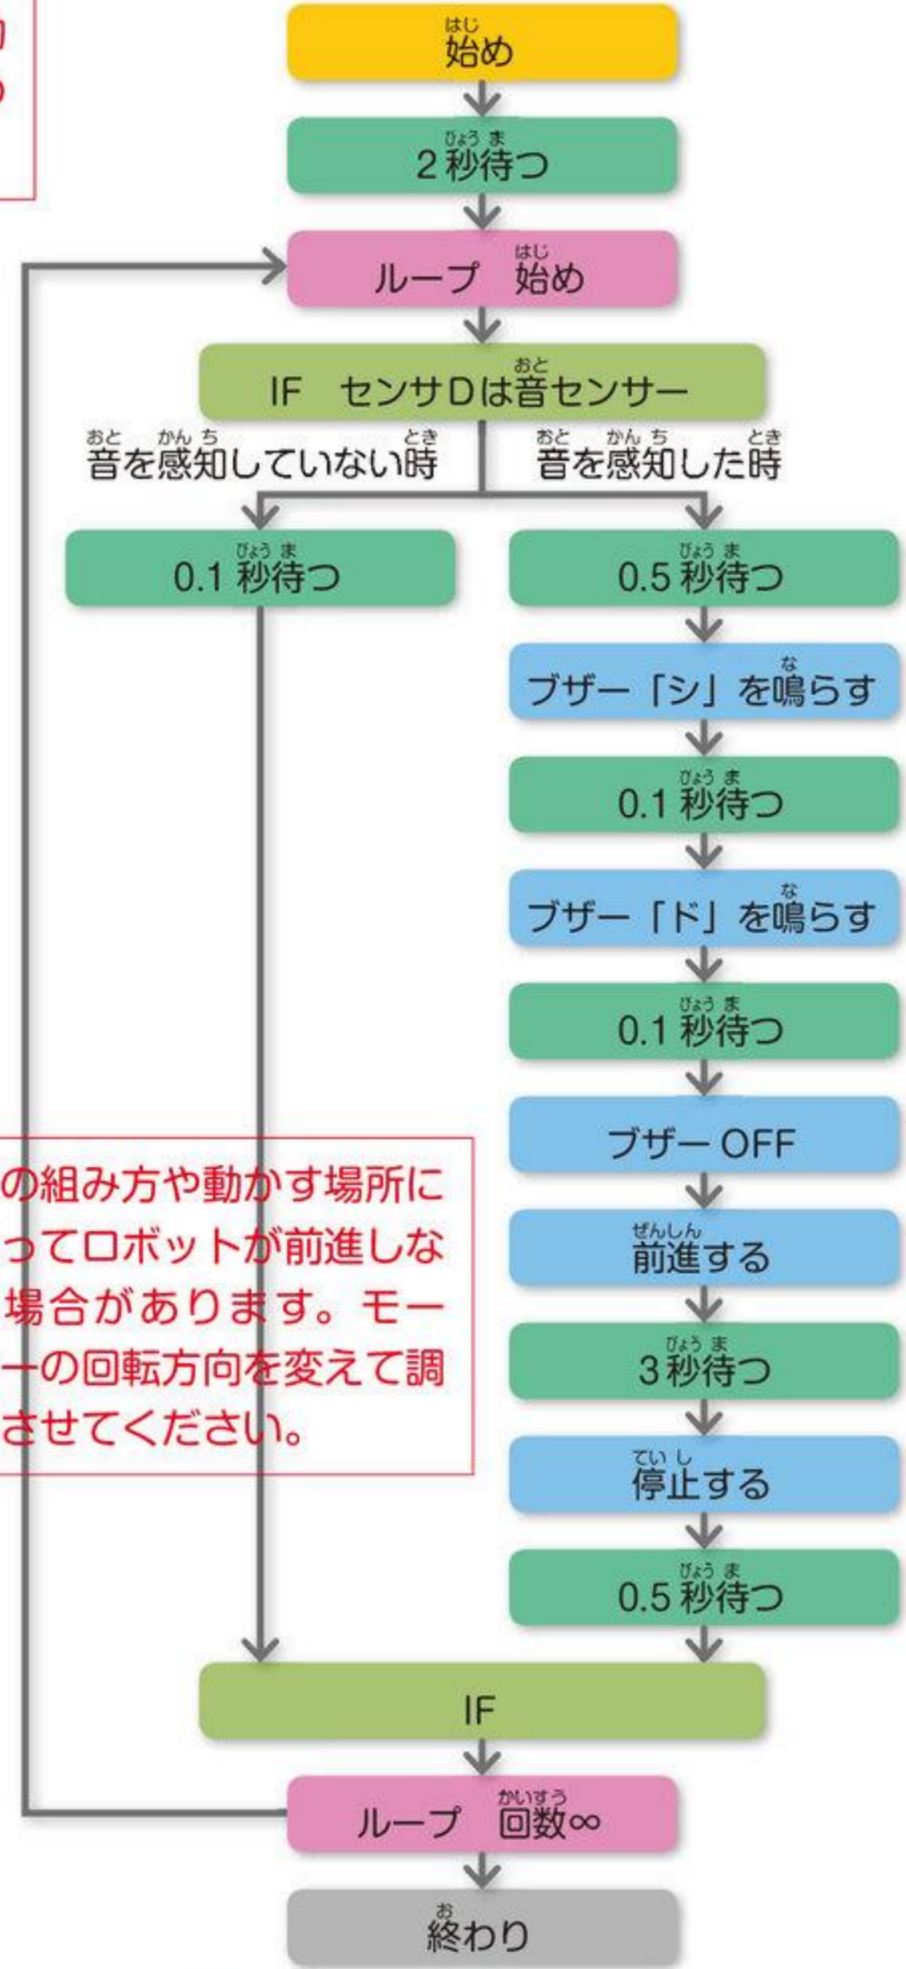 始め
2秒待つ
ループ 始め
IF センサDは音センサー
音を感知していない時 音を感知した時
0.1秒待つ 0.5秒待つ
ブザー「シ」を鳴らす
0.1秒待つ
ブザー「ド」を鳴らす
0.1秒待つ
ブザーOFF
前進する
3秒待つ
停止する
0.5秒待つ
の組み方や動かす場所に
ってロボットが前進しな
場合があります。モー
ーの回転方向を変えて調
させてください。
IF
ループ 回数∞
終わり